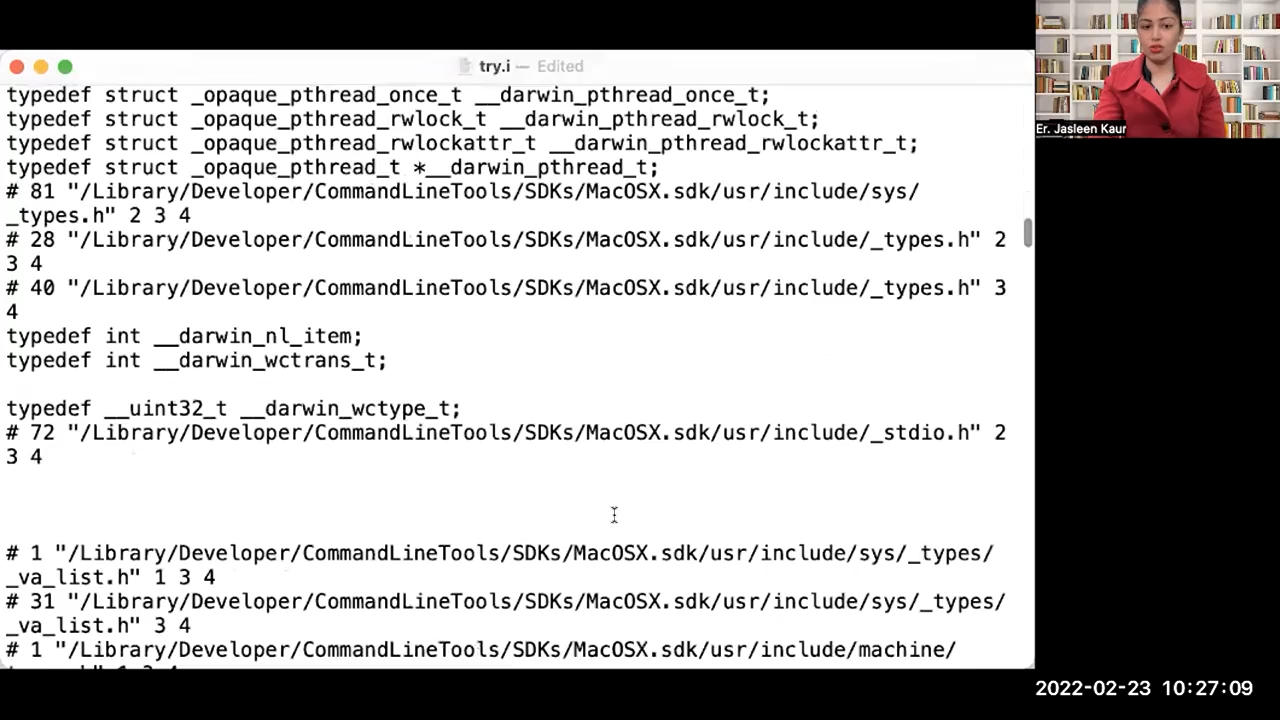 try.i — Edited
typedef struct _opaque_pthread_once_t __darwin_pthread_once_t;
typedef struct _opaque_pthread_rwlock_t __darwin_pthread_rwlock_t;
typedef struct _opaque_pthread_rwlockattr_t __darwin_pthread_rwlockattr_t;
typedef struct _opaque_pthread_t *__darwin_pthread_t;
# 81 "/Library/Developer/CommandLineTools/SDKs/MacOSX.sdk/usr/include/sys/
_types.h" 2 3 4
# 28 "/Library/Developer/CommandLineTools/SDKs/MacOSX.sdk/usr/include/_types.h" 2
3 4
# 40 "/Library/Developer/CommandLineTools/SDKs/MacOSX.sdk/usr/include/_types.h" 3
4
typedef int __darwin_nl_item;
typedef int __darwin_wctrans_t;
typedef __uint32_t __darwin_wctype_t;
# 72 "/Library/Developer/CommandLineTools/SDKs/MacOSX.sdk/usr/include/_stdio.h" 2
3 4
# 1 "/Library/Developer/CommandLineTools/SDKs/MacOSX.sdk/usr/include/sys/_types/
_va_list.h" 1 3 4
# 31 "/Library/Developer/CommandLineTools/SDKs/MacOSX.sdk/usr/include/sys/_types/
_va_list.h" 3 4
# 1 "/Library/Developer/CommandLineTools/SDKs/MacOSX.sdk/usr/include/machine/
Er. Jasleen Kaur
2022-02-23 10:27:09